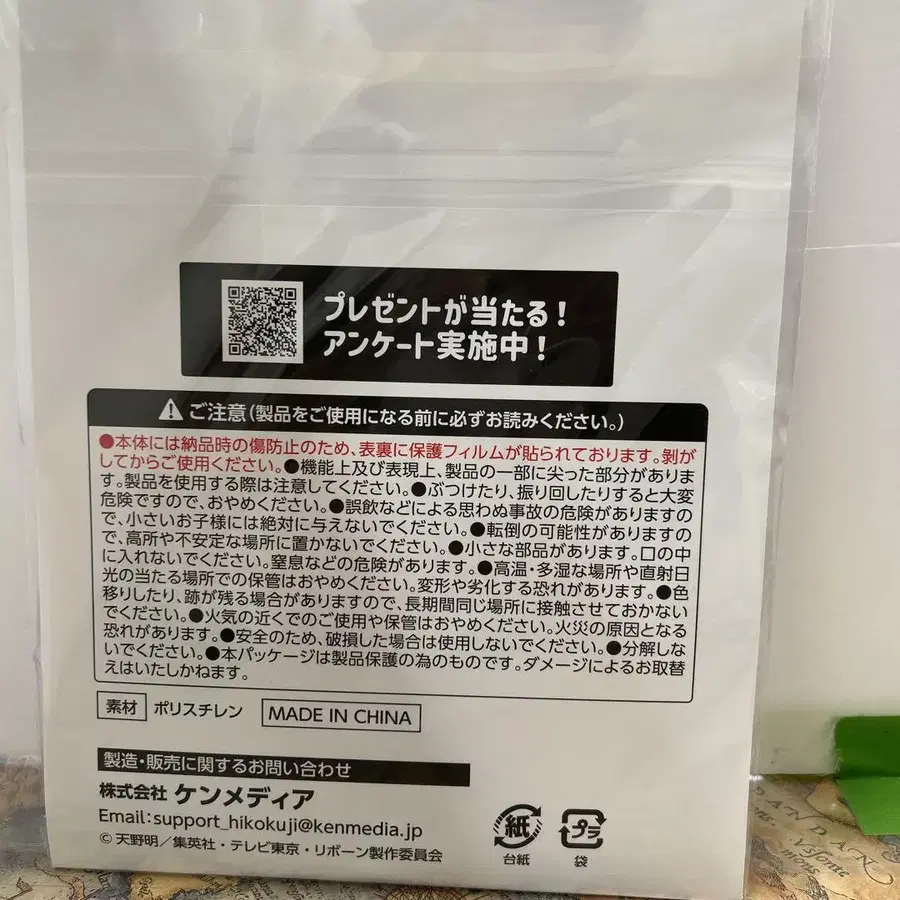 プレゼントが当たる！
アンケート実施中！
ご注意（製品をご使用になる前に必ずお読みください。）
●本体には納品時の傷防止のため、表裏に保護フィルムが貼られております。剝が
してからご使用ください。●機能上及び表現上、製品の一部に尖った部分がありま
す。製品を使用する際は注意してください。●ぶつけたり、振り回したりすると大変
危険ですので、おやめください。●誤飲などによる思わぬ事故の危険がありますの
で、小さいお子様には絶対に与えないでください。●転倒の可能性がありますの
で、高所や不安定な場所に置かないでください。●小さな部品があります。口の中
に入れないでください。窒息などの危険があります。●高温・多湿な場所や直射日
光の当たる場所での保管はおやめください。変形や劣化する恐れがあります。●色
移りしたり、跡が残る場合がありますので、長期間同じ場所に接触させておかない
でください。●火気の近くでのご使用や保管はおやめください。火災の原因となる
恐れがあります。●安全のため、破損した場合は使用しないでください。●分解しな
いでください。●本パッケージは製品保護の為のものです。ダメージによるお取替
えはいたしかねます。
素材 ポリスチレン MADE IN CHINA
製造・販売に関するお問い合わせ
株式会社 ケンメディア
Email：support_hikokuji@kenmedia.jp
© 天野明／集英社・テレビ東京・リボーン製作委員会
紙
台紙
プラ
袋